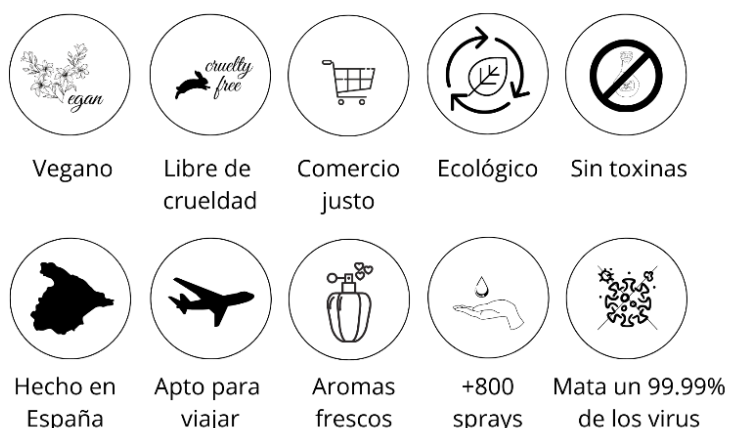 egan
cruelty
free
Vegano
Libre de
crueldad
Comercio
justo
Ecológico
Sin toxinas
Hecho en
España
Apto para
viajar
Aromas
frescos
+800
sprays
Mata un 99.99%
de los virus